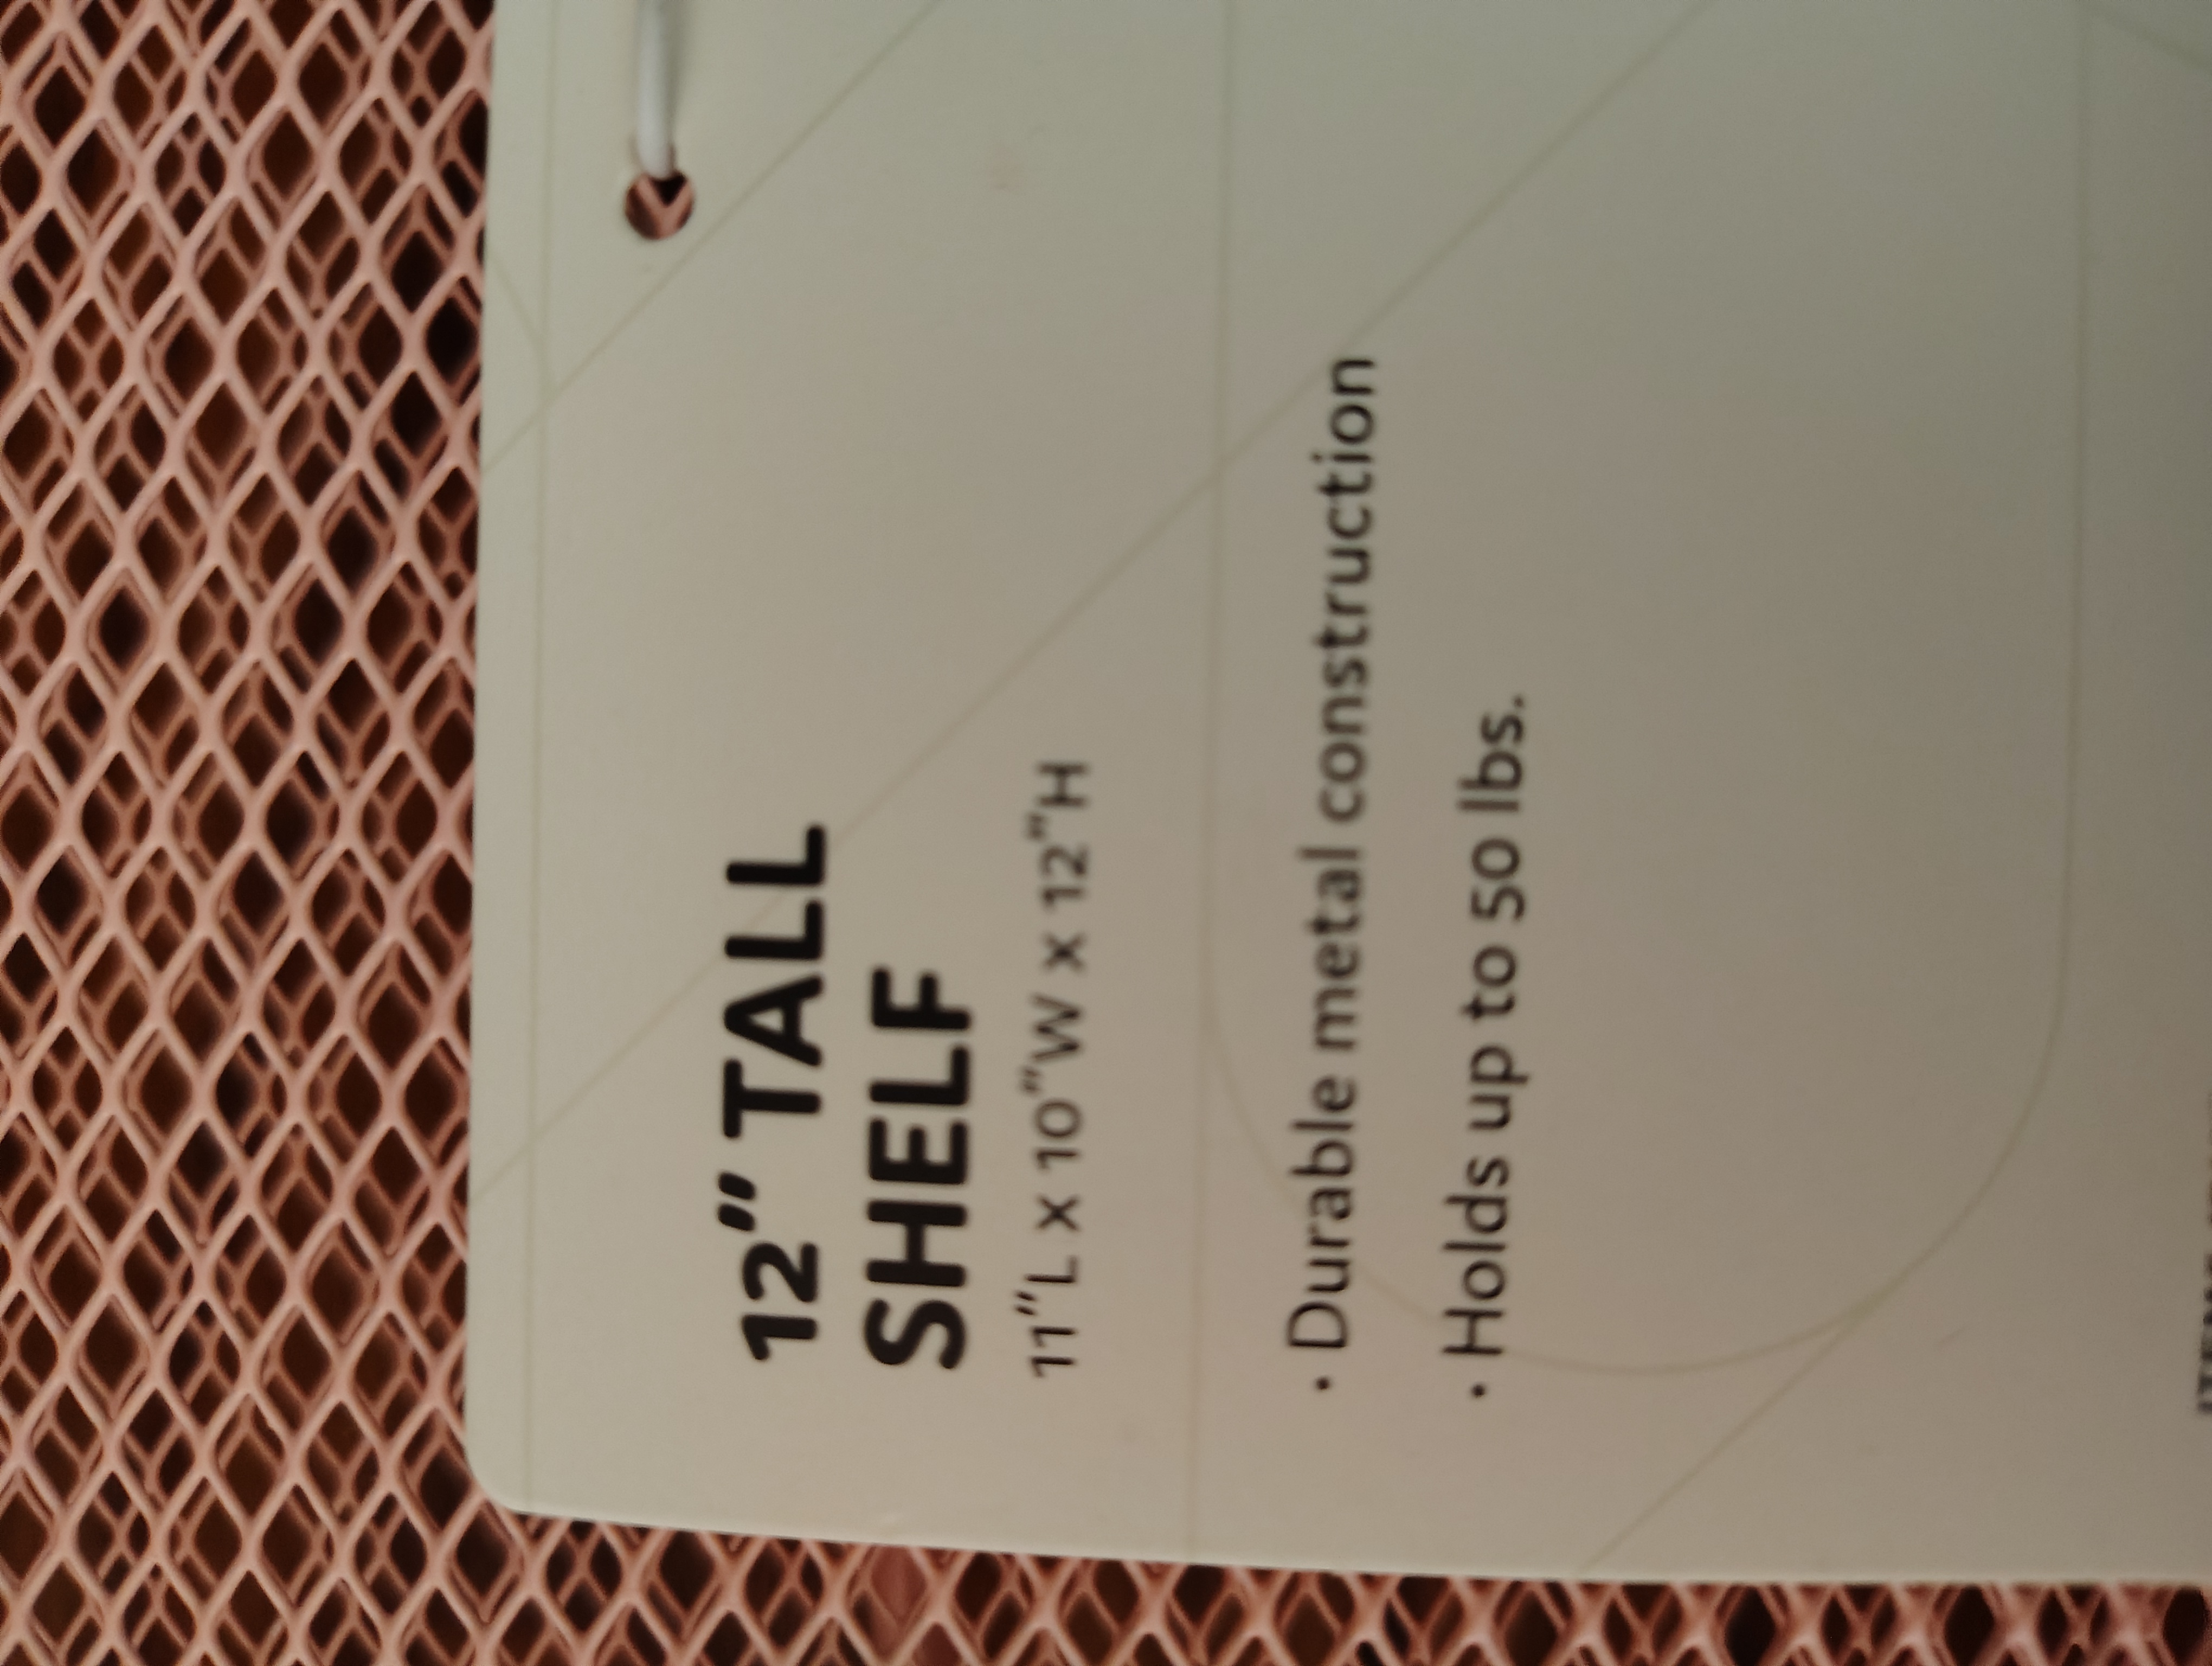 12" TALL
SHELF
11"L x 10"W x 12"H
· Durable metal construction
· Holds up to 50 lbs.